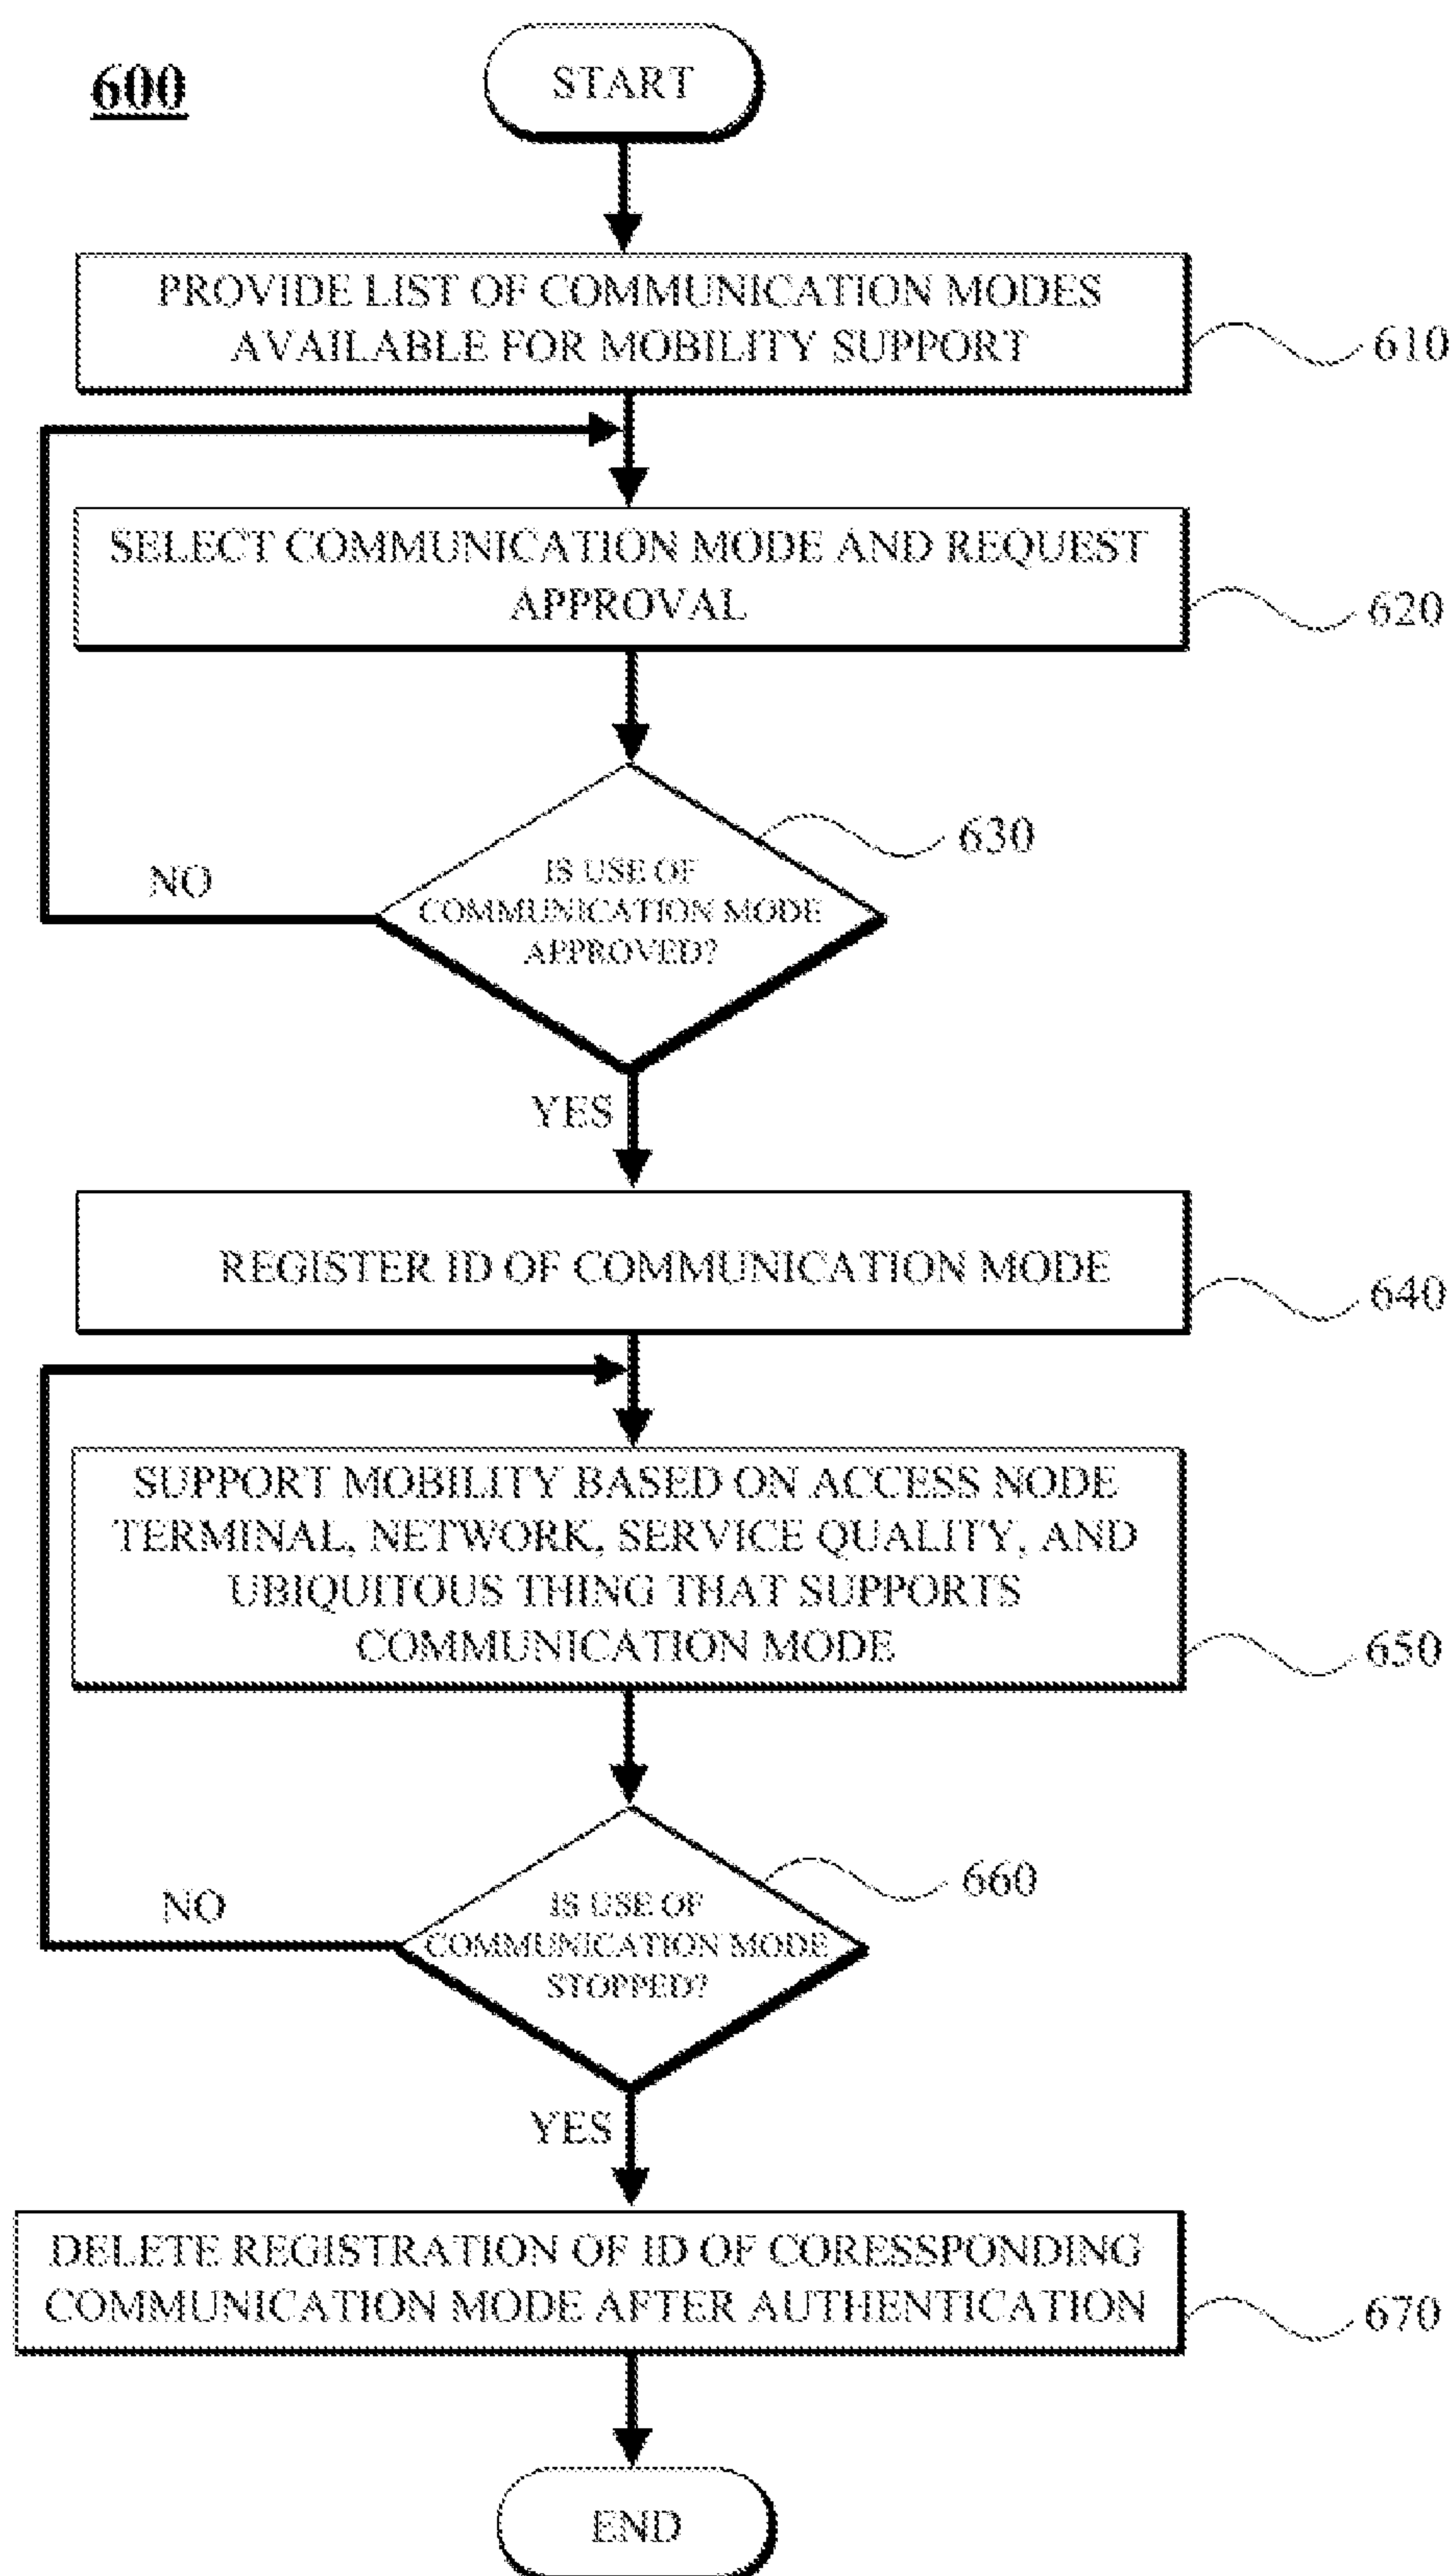 600
START
PROVIDE LIST OF COMMUNICATION MODES
AVAILABLE FOR MOBILITY SUPPORT
610
SELECT COMMUNICATION MODE AND REQUEST
APPROVAL
620
630
IS USE OF
COMMUNICATION MODE
APPROVED?
NO
YES
REGISTER ID OF COMMUNICATION MODE
640
SUPPORT MOBILITY BASED ON ACCESS NODE
TERMINAL, NETWORK, SERVICE QUALITY, AND
UBIQUITOUS THING THAT SUPPORTS
COMMUNICATION MODE
650
660
IS USE OF
COMMUNICATION MODE
STOPPED?
NO
YES
DELETE REGISTRATION OF ID OF CORESSPONDING
COMMUNICATION MODE AFTER AUTHENTICATION
670
END